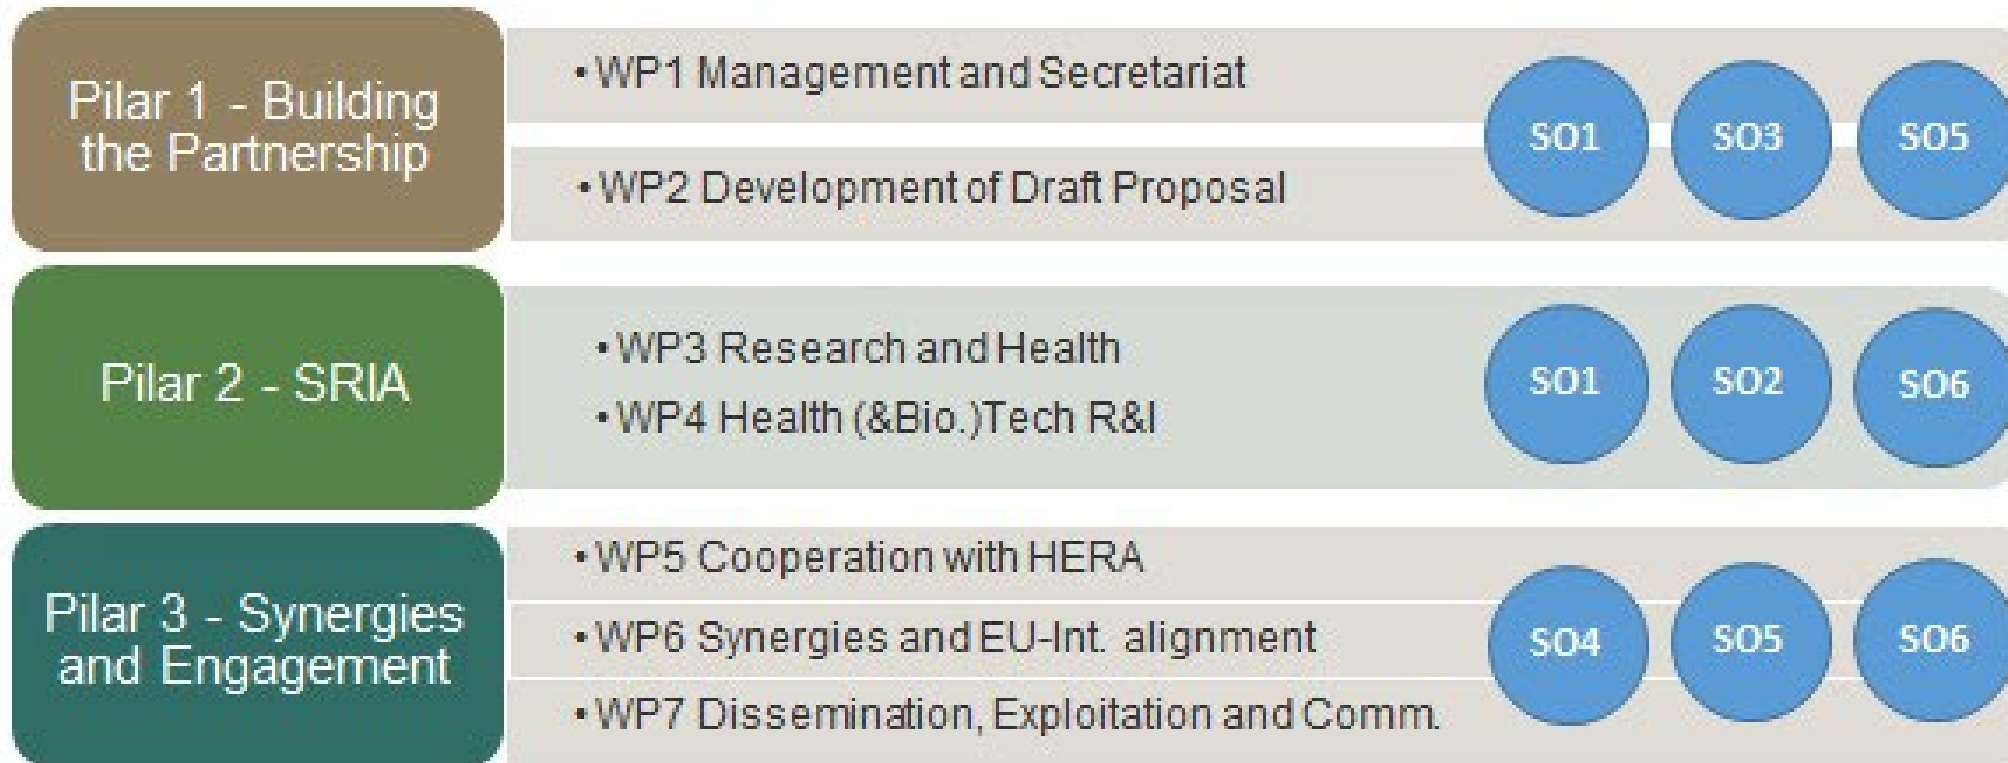 Pilar 1 - Building
the Partnership
• WP1 Management and Secretariat
• WP2 Development of Draft Proposal
SO1 SO3 SO5
Pilar 2 - SRIA
• WP3 Research and Health
• WP4 Health (&Bio.)Tech R&I
SO1 SO2 SO6
Pilar 3 - Synergies
and Engagement
• WP5 Cooperation with HERA
• WP6 Synergies and EU-Int. alignment
• WP7 Dissemination, Exploitation and Comm.
SO4 SO5 SO6